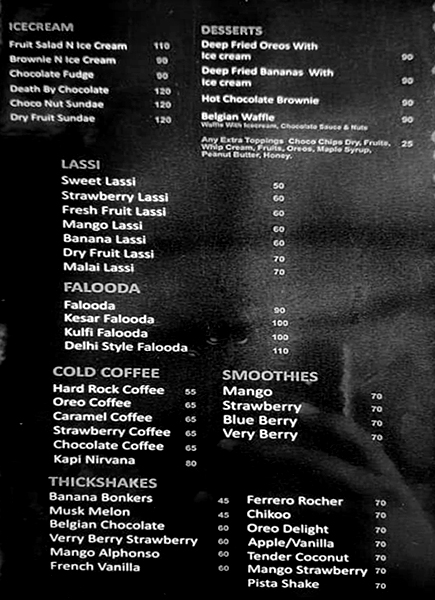 ICECREAM
Fruit Salad N Ice Cream 110
Brownie N Ice Cream 90
Chocolate Fudge 90
Death By Chocolate 120
Choco Nut Sundae 120
Dry Fruit Sundae 120
DESSERTS
Deep Fried Oreos With
Ice cream 90
Deep Fried Bananas With
Ice cream 90
Hot Chocolate Brownie 90
Belgian Waffle 90
Waffle With Icecream, Chocolate Sauce & Nuts
Any Extra Toppings Choco Chips Dry, Fruits, 25
Whip Cream, Fruits, Oreos, Maple Syrup,
Peanut Butter, Honey.
LASSI
Sweet Lassi 50
Strawberry Lassi 60
Fresh Fruit Lassi 60
Mango Lassi 60
Banana Lassi 60
Dry Fruit Lassi 70
Malai Lassi 70
FALOODA
Falooda 90
Kesar Falooda 100
Kulfi Falooda 100
Delhi Style Falooda 110
COLD COFFEE
Hard Rock Coffee 55
Oreo Coffee 65
Caramel Coffee 65
Strawberry Coffee 65
Chocolate Coffee 65
Kapi Nirvana 80
SMOOTHIES
Mango 70
Strawberry 70
Blue Berry 70
Very Berry 70
THICKSHAKES
Banana Bonkers 45
Musk Melon 45
Belgian Chocolate 60
Verry Berry Strawberry 60
Mango Alphonso 60
French Vanilla 60
Ferrero Rocher 70
Chikoo 70
Oreo Delight 70
Apple/Vanilla 70
Tender Coconut 70
Mango Strawberry 70
Pista Shake 70